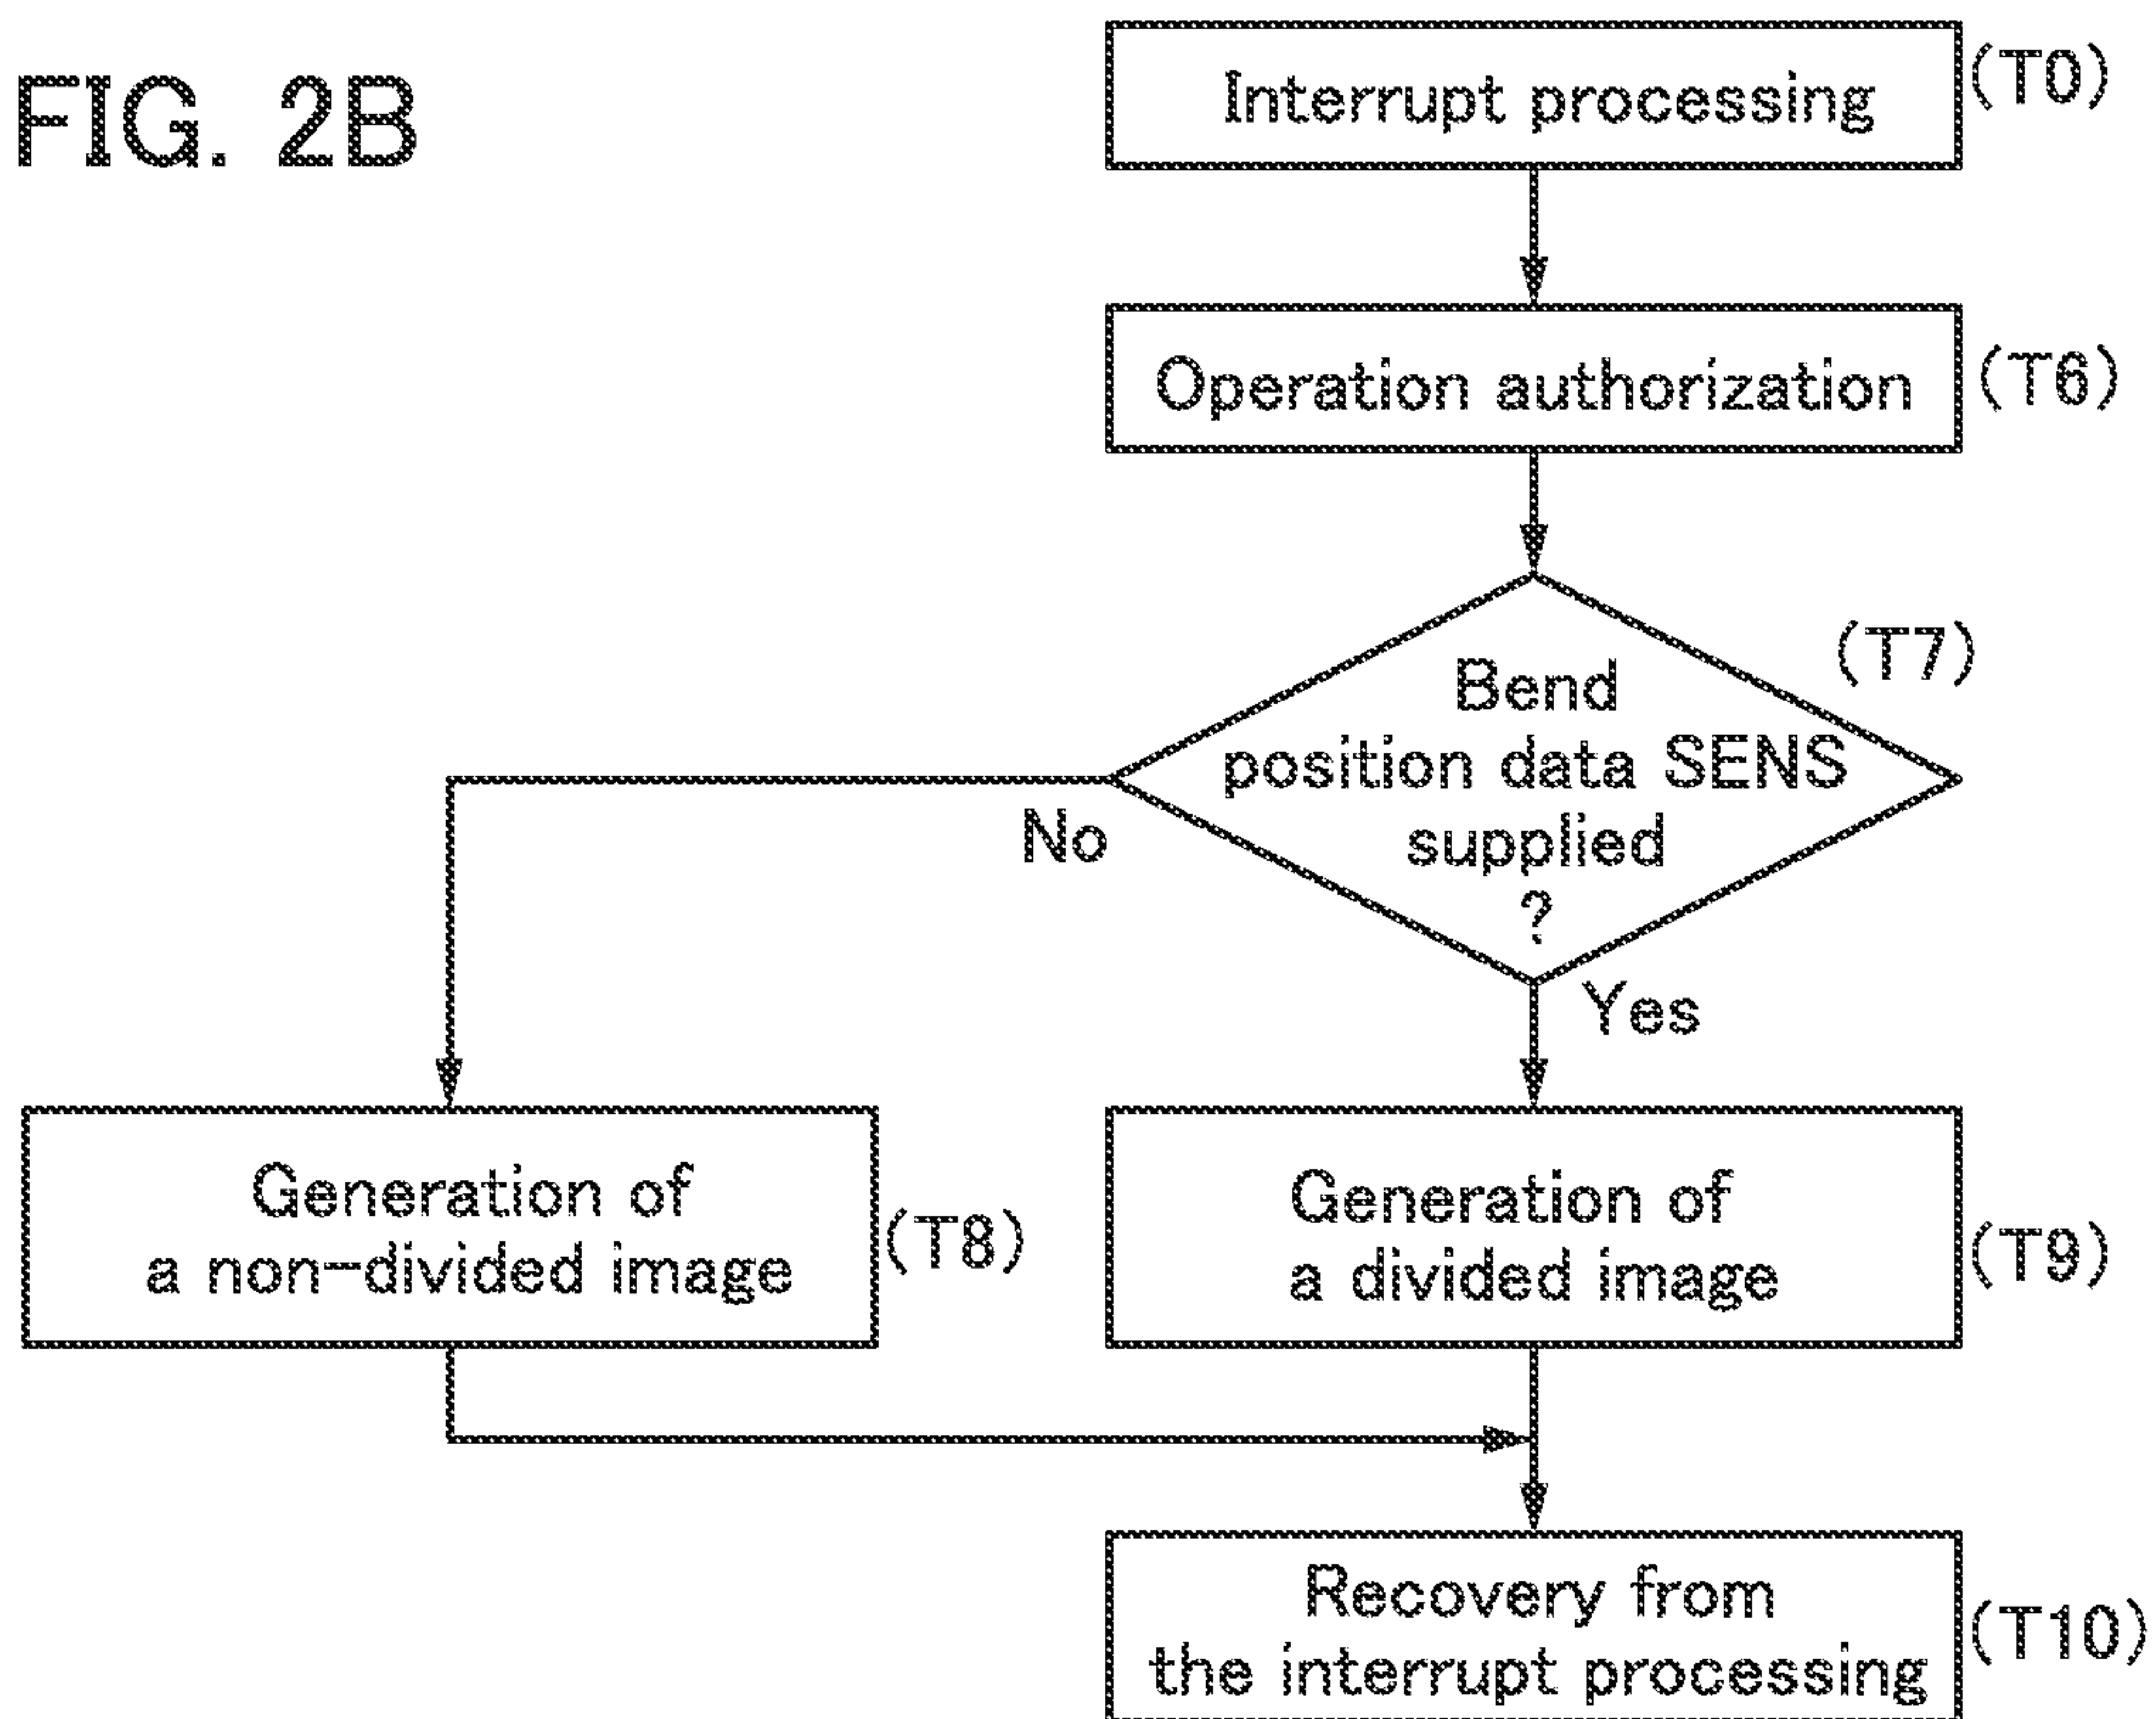 FIG. 2B
Interrupt processing
(T0)
Operation authorization
(T6)
(T7)
Bend
position data SENS
supplied
?
No
Yes
Generation of
a non-divided image
(T8)
Generation of
a divided image
(T9)
Recovery from
the interrupt processing
(T10)